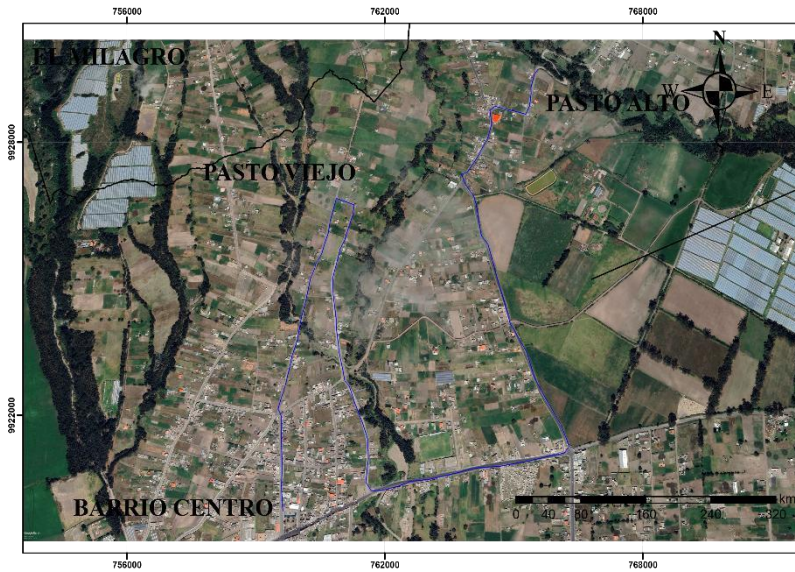 756000 762000 768000
EL MILAGRO
N
W E
S
PASTO ALTO
9928000
PASTO VIEJO
9922000
BARRIO CENTRO
km
0 40 80 160 240 320
756000 762000 768000